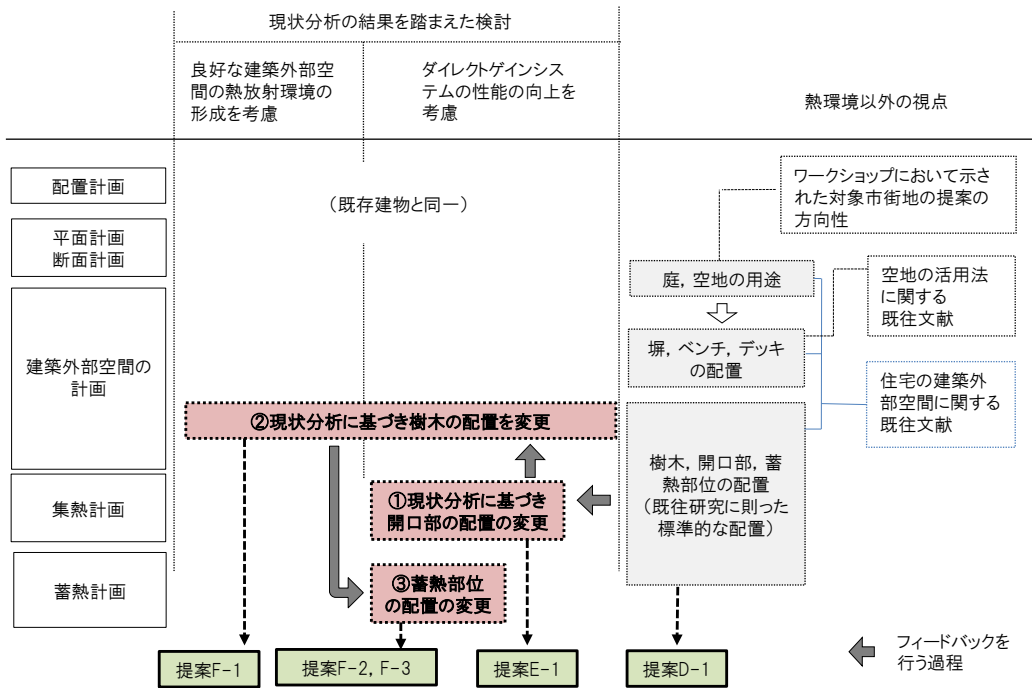 現状分析の結果を踏まえた検討
良好な建築外部空
間の熱放射環境の
形成を考慮
ダイレクトゲインシス
テムの性能の向上を
考慮
熱環境以外の視点
配置計画
(既存建物と同一)
ワークショップにおいて示
された対象市街地の提案の
方向性
平面計画
断面計画
庭，空地の用途
空地の活用法
に関する
既往文献
建築外部空間の
計画
塀，ベンチ，デッキ
の配置
住宅の建築外
部空間に関する
既往文献
②現状分析に基づき樹木の配置を変更
樹木，開口部，蓄
熱部位の配置
（既往研究に則った
標準的な配置）
集熱計画
①現状分析に基づき
開口部の配置の変更
蓄熱計画
③蓄熱部位
の配置の変更
提案F-1
提案F-2，F-3
提案E-1
提案D-1
フィードバックを
行う過程